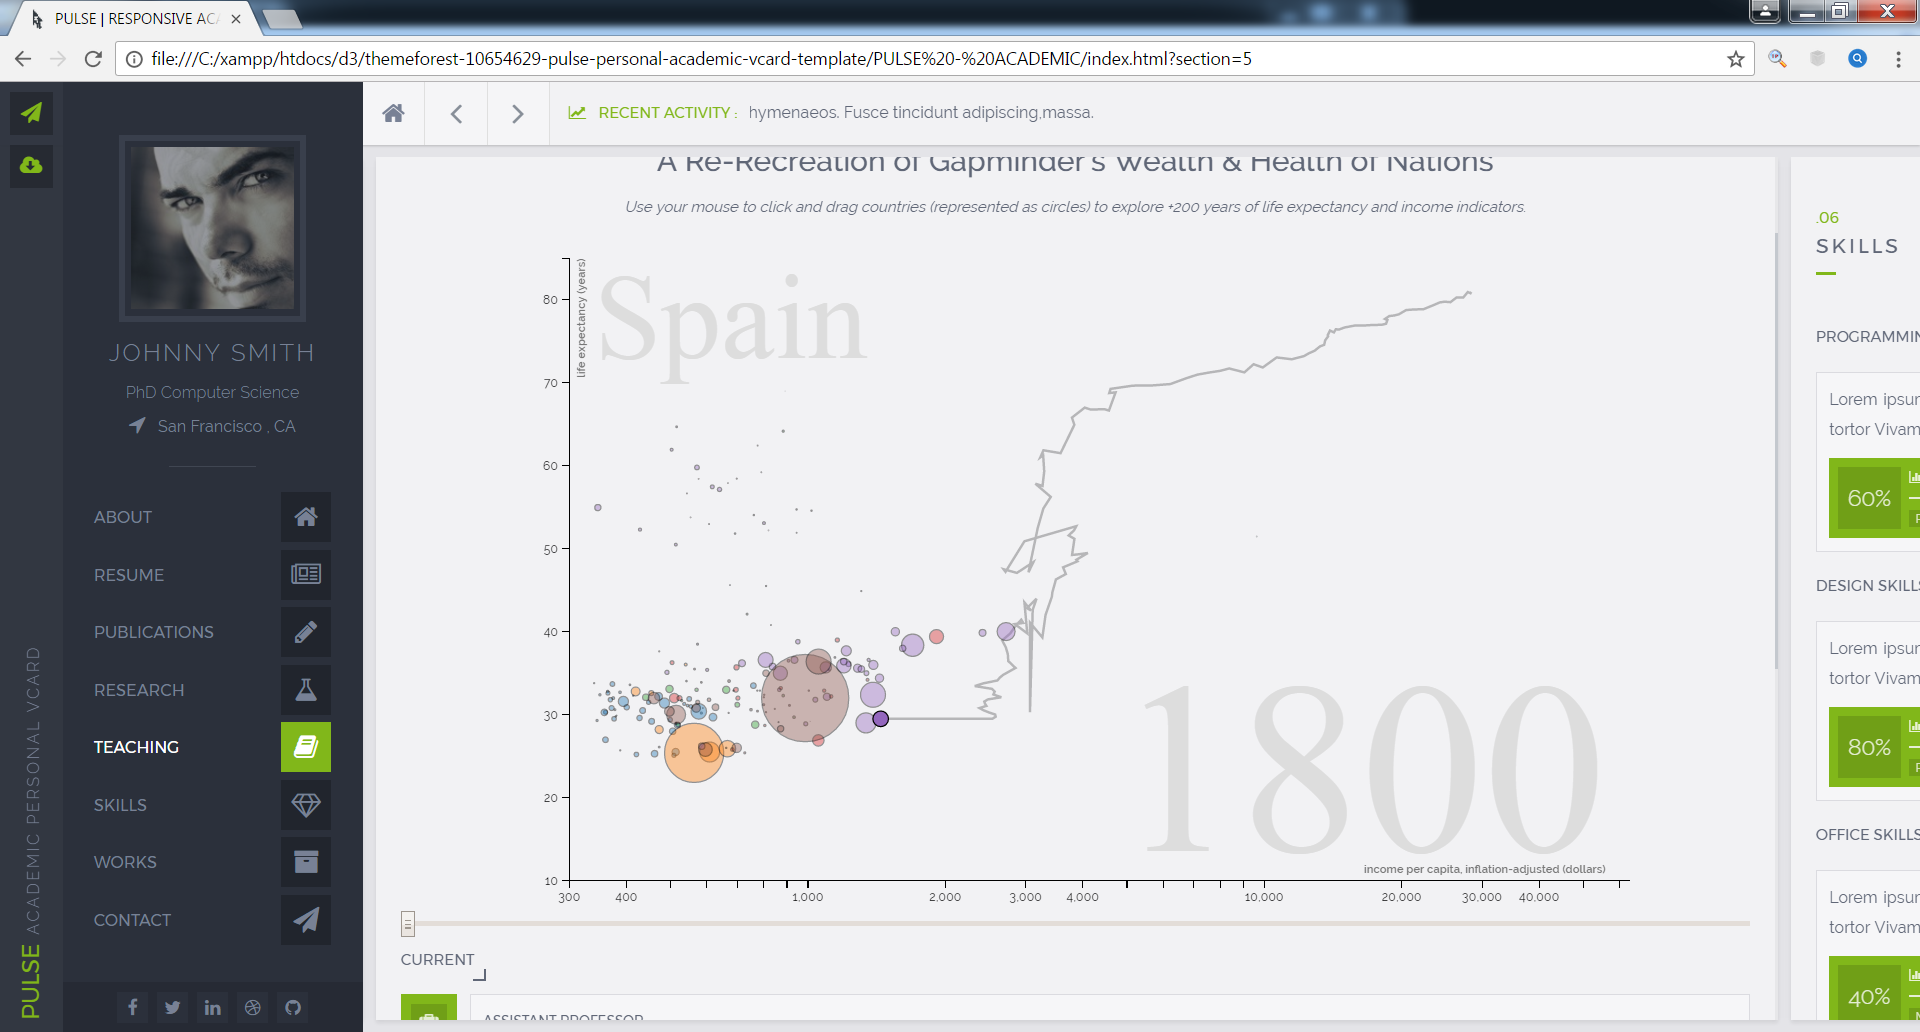 PULSE | RESPONSIVE AC
file:///C:/xampp/htdocs/d3/themeforest-10654629-pulse-personal-academic-vcard-template/PULSE%20-%20ACADEMIC/index.html?section=5
RECENT ACTIVITY : hymenaeos. Fusce tincidunt adipiscing,massa.
PULSE ACADEMIC PERSONAL VCARD
JOHNNY SMITH
PhD Computer Science
San Francisco , CA
ABOUT
RESUME
PUBLICATIONS
RESEARCH
TEACHING
SKILLS
WORKS
CONTACT
A Re-Recreation of Gapminder's Wealth & Health of Nations
Use your mouse to click and drag countries (represented as circles) to explore +200 years of life expectancy and income indicators.
life expectancy (years)
Spain
80
70
60
50
40
30
20
10
1800
income per capita, inflation-adjusted (dollars)
300 400 1,000 2,000 3,000 4,000 10,000 20,000 30,000 40,000
CURRENT
ASSISTANT PROFESSOR
.06
SKILLS
PROGRAMMIN
Lorem ipsur
tortor Vivam
60%
DESIGN SKILLS
Lorem ipsur
tortor Vivam
80%
OFFICE SKILLS
Lorem ipsur
tortor Vivam
40%